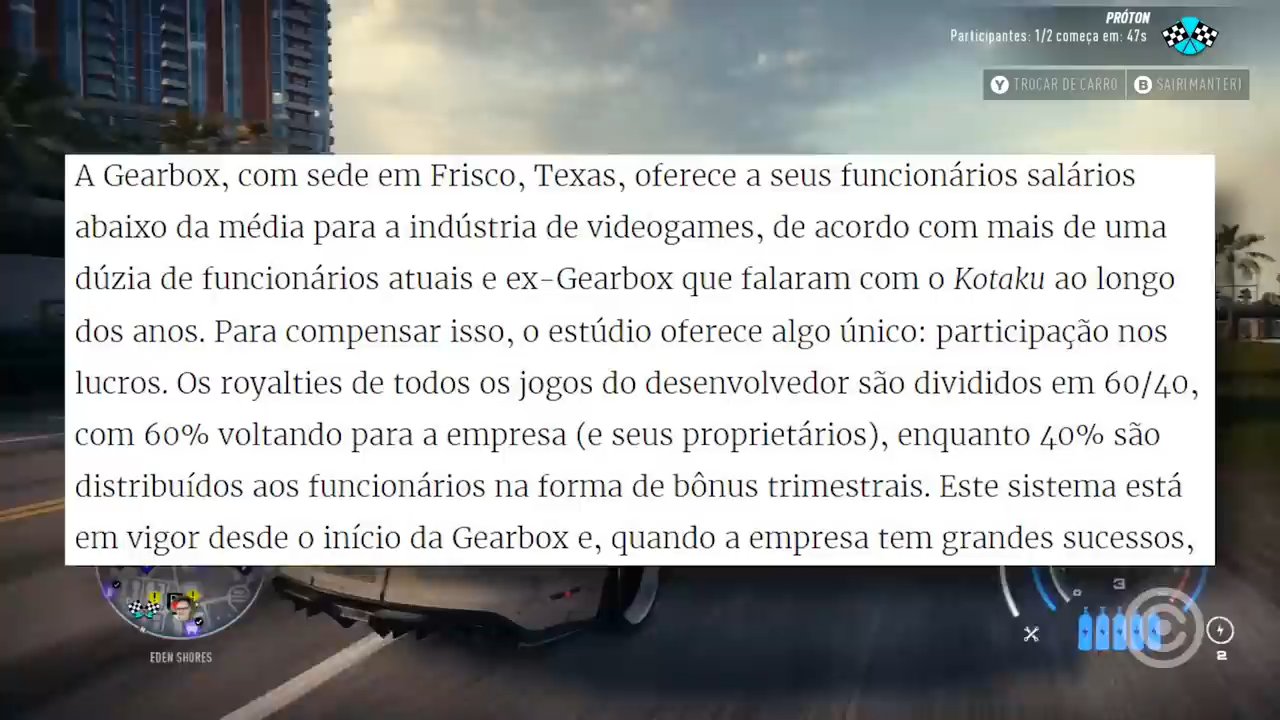 PRÓTON
Participantes: 1/2 começa em: 47s
Y TROCAR DE CARRO B SAIR(MANTER)
A Gearbox, com sede em Frisco, Texas, oferece a seus funcionários salários
abaixo da média para a indústria de videogames, de acordo com mais de uma
dúzia de funcionários atuais e ex-Gearbox que falaram com o Kotaku ao longo
dos anos. Para compensar isso, o estúdio oferece algo único: participação nos
lucros. Os royalties de todos os jogos do desenvolvedor são divididos em 60/40,
com 60% voltando para a empresa (e seus proprietários), enquanto 40% são
distribuídos aos funcionários na forma de bônus trimestrais. Este sistema está
em vigor desde o início da Gearbox e, quando a empresa tem grandes sucessos,
3
EDEN SHORES
2